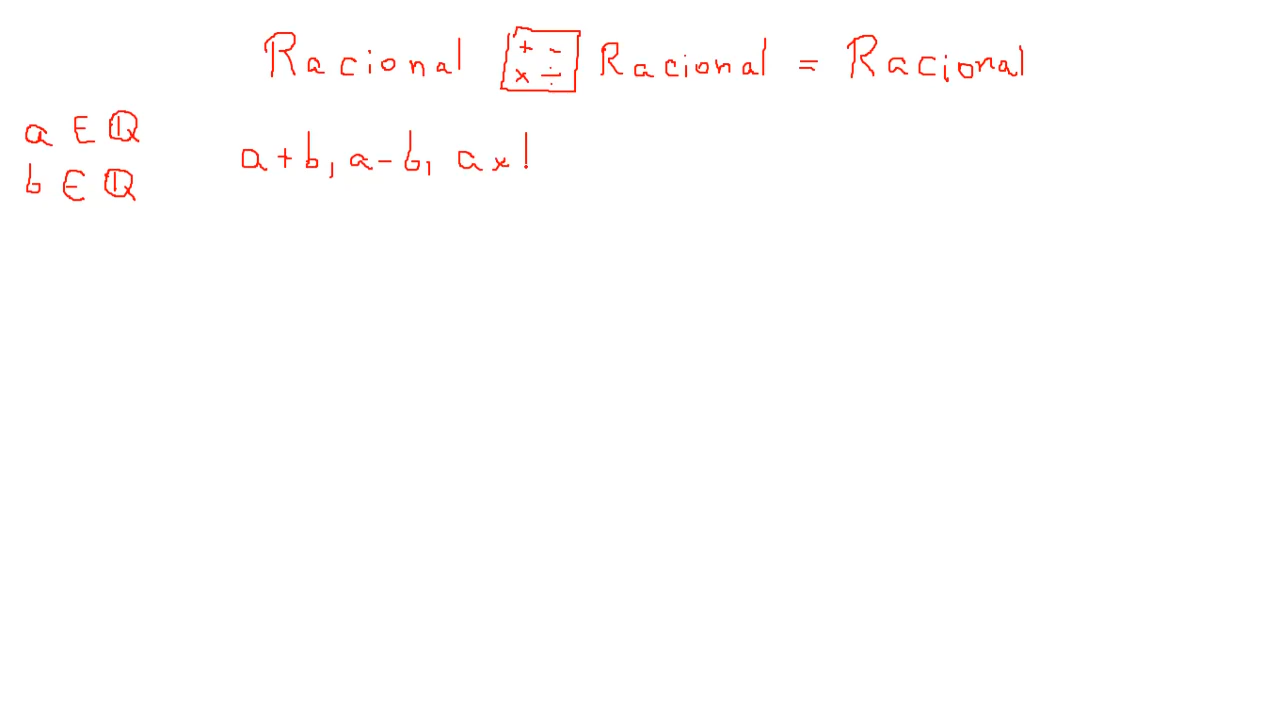 Racional + - × ÷ Racional = Racional
a ∈ ℚ
b ∈ ℚ
a + b, a - b, a ×